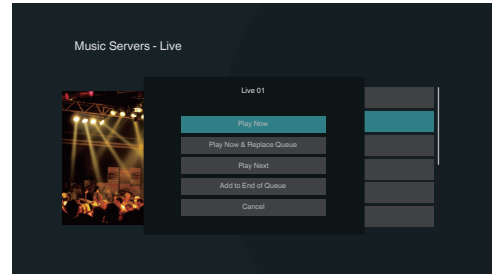 Music Servers - Live
Live 01
Play Now
Play Now & Replace Queue
Play Next
Add to End of Queue
Cancel